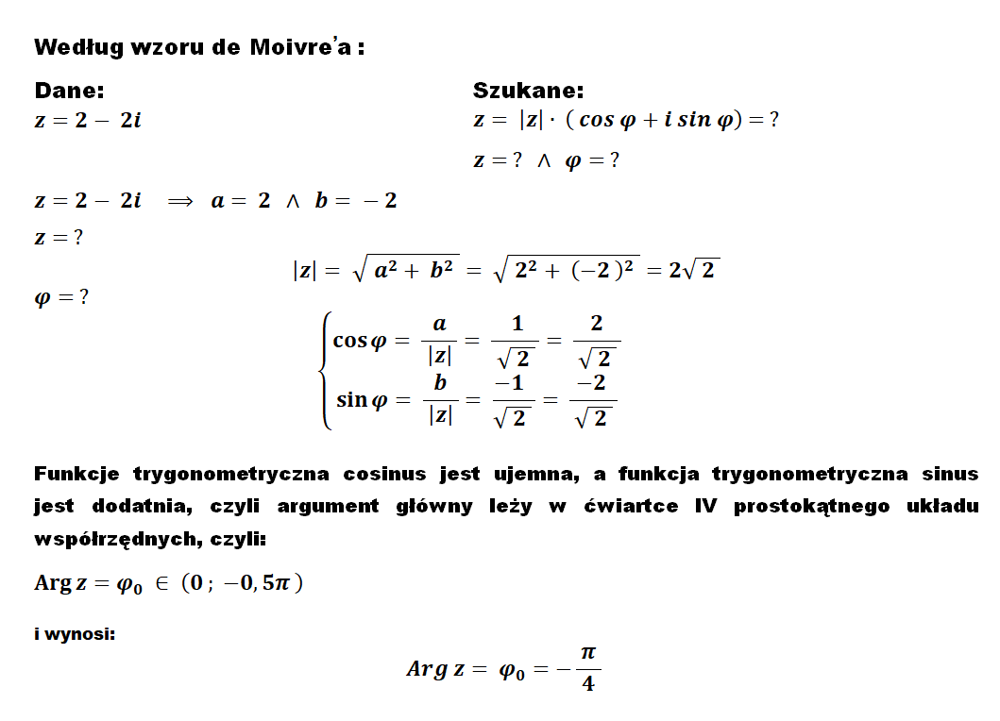 Według wzoru de Moivre’a :
Dane: Szukane:
z = 2 − 2i z = |z| · ( cos φ + i sin φ) = ?
z = ? ∧ φ = ?
z = 2 − 2i ⟹ a = 2 ∧ b = − 2
z = ?
|z| = √(a² + b²) = √(2² + (−2 )²) = 2√2
φ = ?
cos φ = a/|z| = 1/√2 = 2/√2
sin φ = b/|z| = −1/√2 = −2/√2
Funkcje trygonometryczna cosinus jest ujemna, a funkcja trygonometryczna sinus
jest dodatnia, czyli argument główny leży w ćwiartce IV prostokątnego układu
współrzędnych, czyli:
Arg z = φ₀ ∈ (0 ; −0, 5π )
i wynosi:
Arg z = φ₀ = − π/4